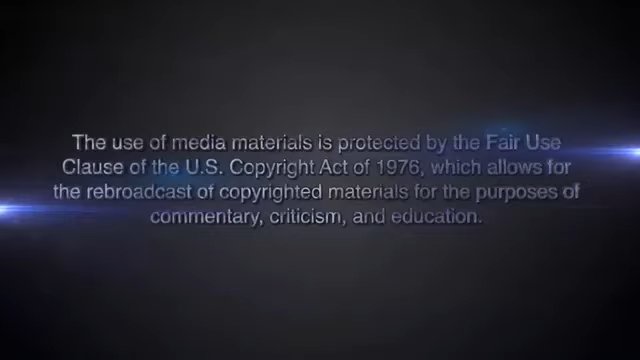 The use of media materials is protected by the Fair Use
Clause of the U.S. Copyright Act of 1976, which allows for
the rebroadcast of copyrighted materials for the purposes of
commentary, criticism, and education.